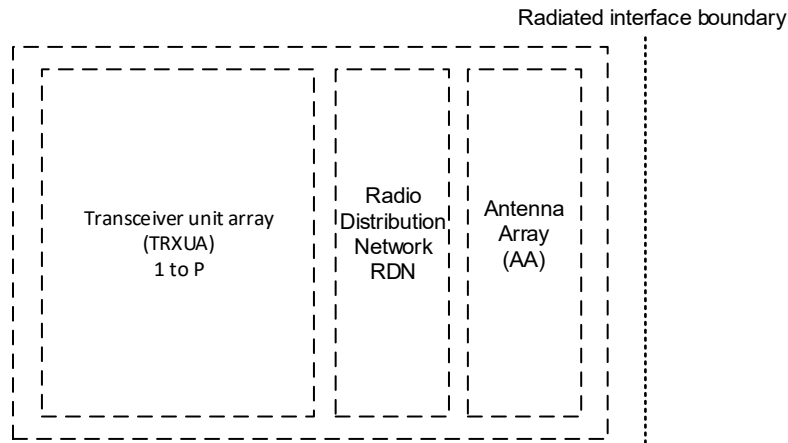 Radiated interface boundary
Transceiver unit array
(TRXUA)
1 to P
Radio
Distribution
Network
RDN
Antenna
Array
(AA)